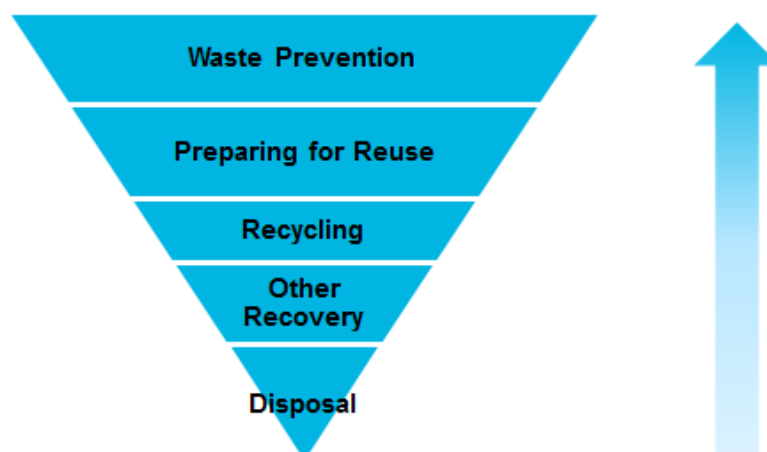 Waste Prevention
Preparing for Reuse
Recycling
Other
Recovery
Disposal